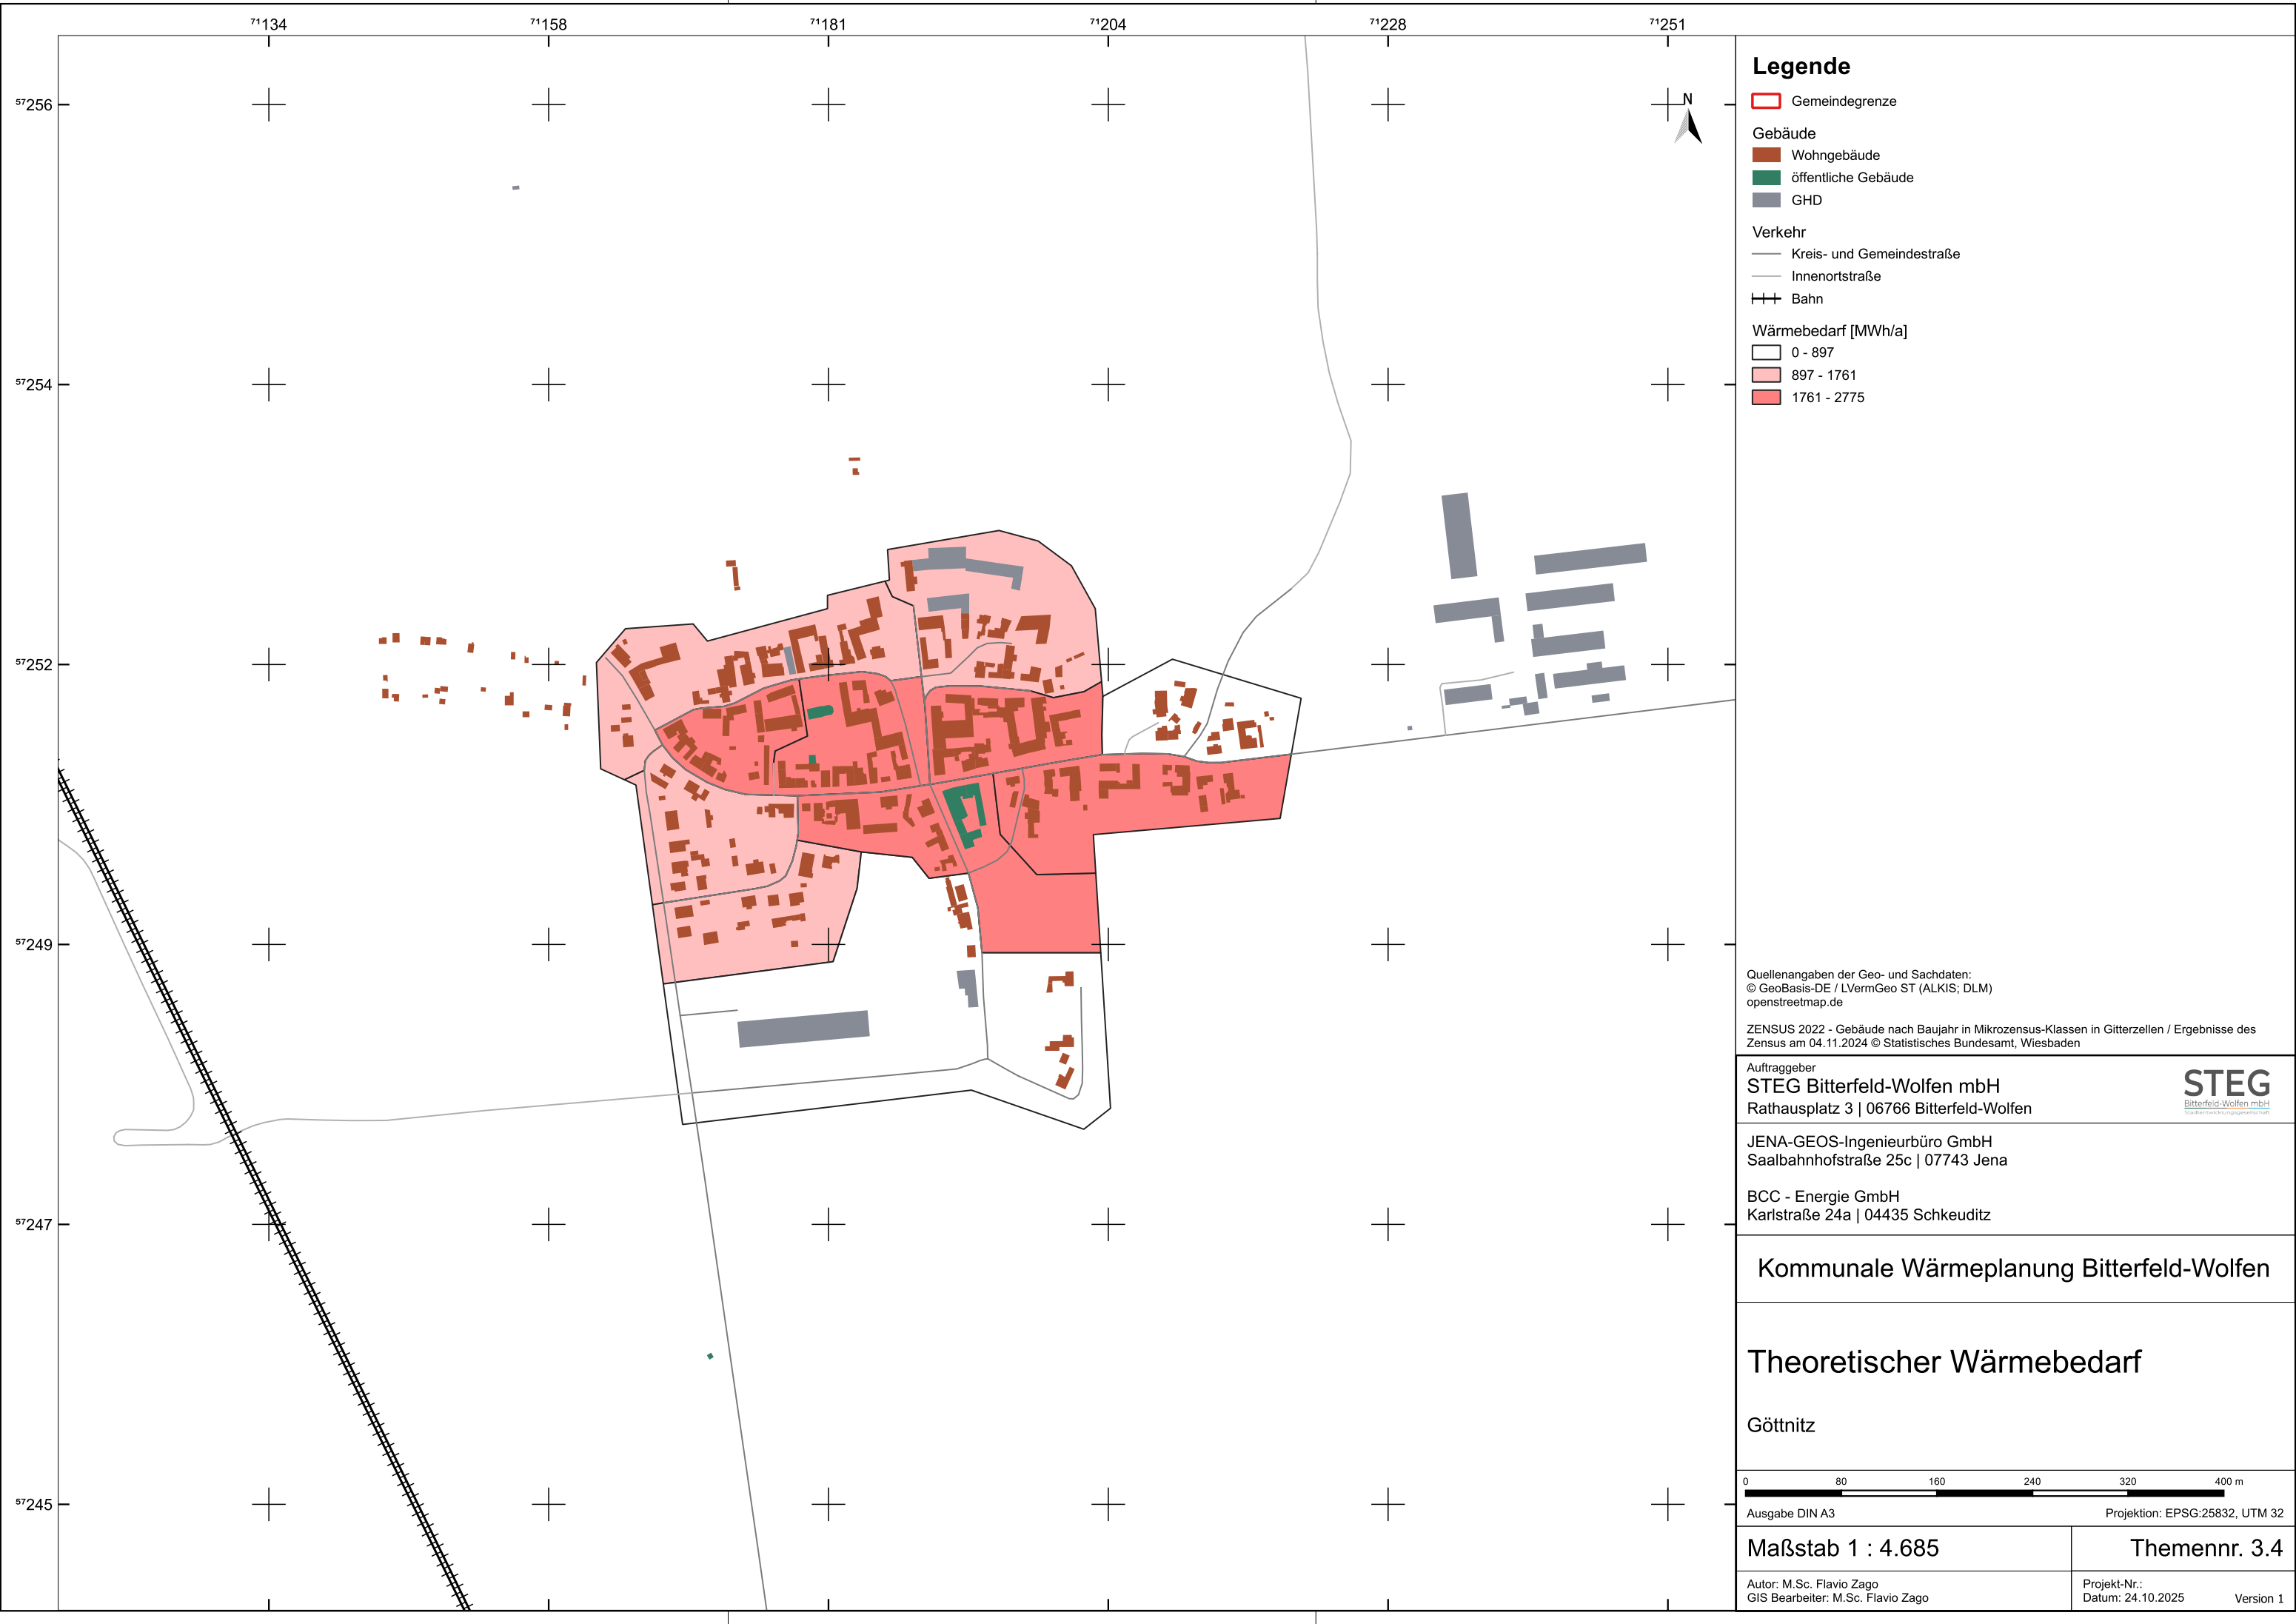 71134 71158 71181 71204 71228 71251
57256
57254
57252
57249
57247
57245
N
Legende
Gemeindegrenze
Gebäude
Wohngebäude
öffentliche Gebäude
GHD
Verkehr
Kreis- und Gemeindestraße
Innenortstraße
Bahn
Wärmebedarf [MWh/a]
0 - 897
897 - 1761
1761 - 2775
Quellenangaben der Geo- und Sachdaten:
© GeoBasis-DE / LVermGeo ST (ALKIS; DLM)
openstreetmap.de
ZENSUS 2022 - Gebäude nach Baujahr in Mikrozensus-Klassen in Gitterzellen / Ergebnisse des
Zensus am 04.11.2024 © Statistisches Bundesamt, Wiesbaden
Auftraggeber
STEG Bitterfeld-Wolfen mbH
Rathausplatz 3 | 06766 Bitterfeld-Wolfen
STEG
Bitterfeld-Wolfen mbH
Stadtentwicklungsgesellschaft
JENA-GEOS-Ingenieurbüro GmbH
Saalbahnhofstraße 25c | 07743 Jena
BCC - Energie GmbH
Karlstraße 24a | 04435 Schkeuditz
Kommunale Wärmeplanung Bitterfeld-Wolfen
Theoretischer Wärmebedarf
Göttnitz
0 80 160 240 320 400 m
Ausgabe DIN A3 Projektion: EPSG:25832, UTM 32
Maßstab 1 : 4.685 Themennr. 3.4
Autor: M.Sc. Flavio Zago
GIS Bearbeiter: M.Sc. Flavio Zago
Projekt-Nr.:
Datum: 24.10.2025 Version 1